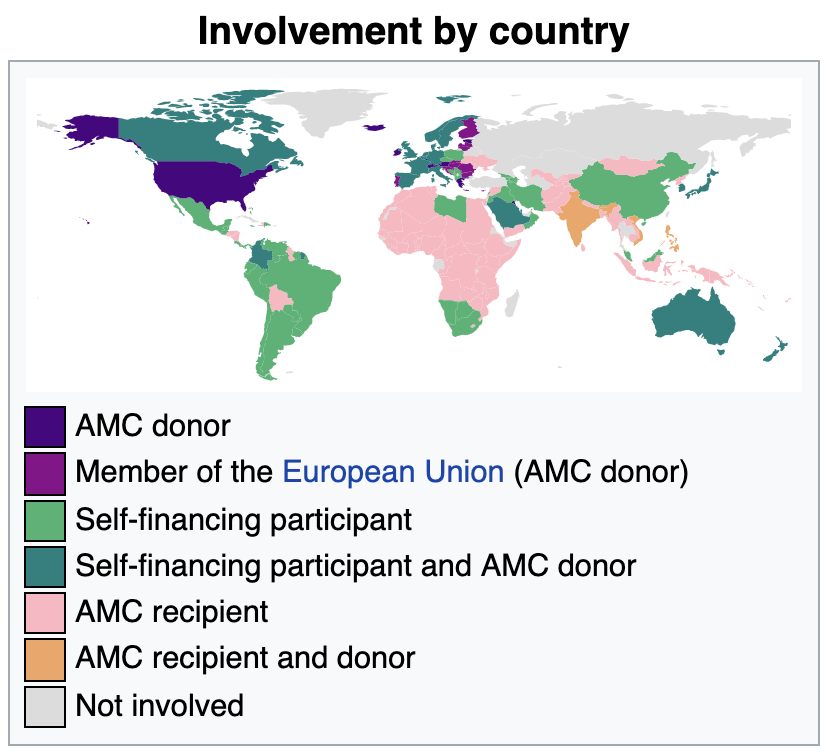 Involvement by country
AMC donor
Member of the European Union (AMC donor)
Self-financing participant
Self-financing participant and AMC donor
AMC recipient
AMC recipient and donor
Not involved